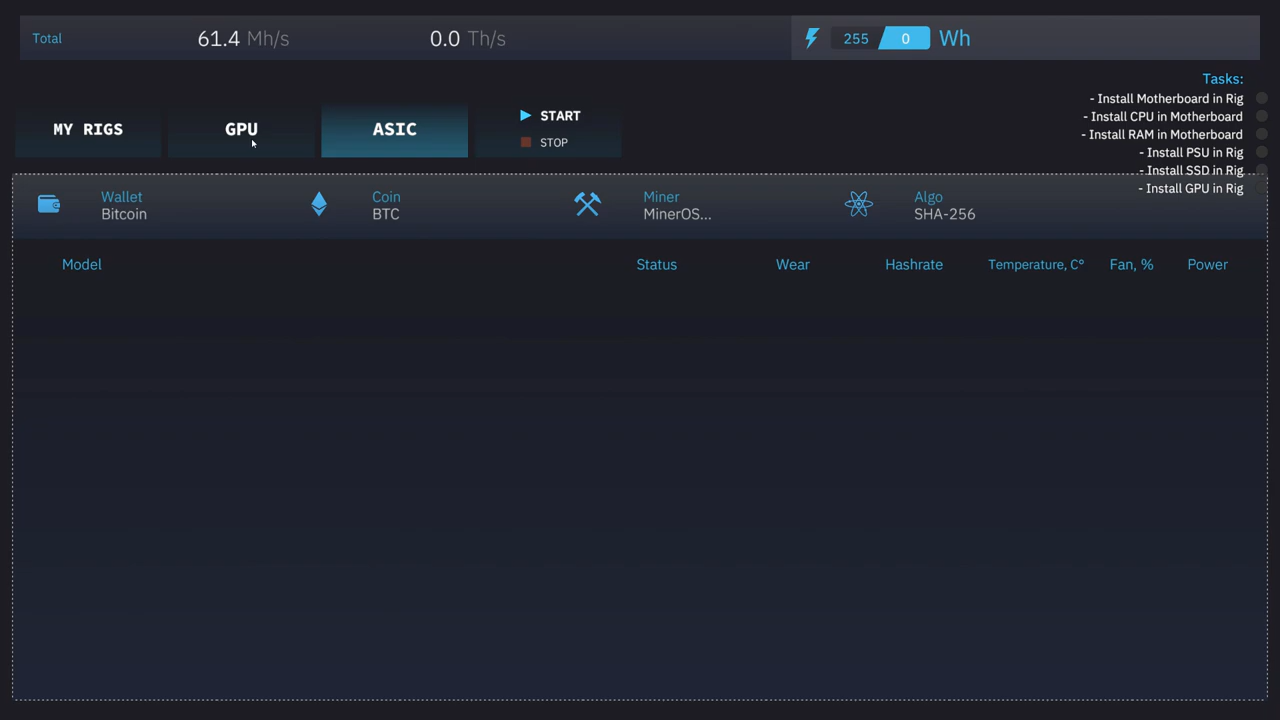 Total 61.4 Mh/s 0.0 Th/s 255 0 Wh
Tasks:
- Install Motherboard in Rig
- Install CPU in Motherboard
- Install RAM in Motherboard
- Install PSU in Rig
- Install SSD in Rig
- Install GPU in Rig
MY RIGS GPU ASIC
START
STOP
Wallet
Bitcoin
Coin
BTC
Miner
MinerOS...
Algo
SHA-256
Model Status Wear Hashrate Temperature, C° Fan, % Power